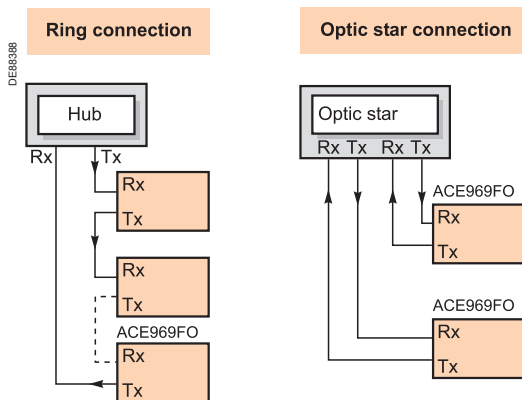 DE88388
Ring connection
Hub
Rx Tx
Rx
Tx
Rx
Tx
ACE969FO
Rx
Tx
Optic star connection
Optic star
Rx Tx Rx Tx
ACE969FO
Rx
Tx
ACE969FO
Rx
Tx